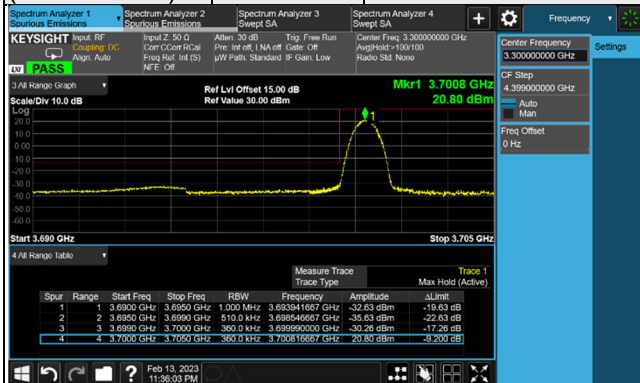 Spectrum Analyzer 1
Spurious Emissions
Spectrum Analyzer 2
Spurious Emissions
Spectrum Analyzer 3
Swept SA
Spectrum Analyzer 4
Swept SA
Frequency
KEYSIGHT
Input: RF
Coupling: DC
Align: Auto
Input Z: 50 Ω
Corr CCorr RCal
Freq Ref: Int (S)
NFE: Off
Atten: 30 dB
Pre: Int off, LNA off
µW Path: Standard
Trig: Free Run
Gate: Off
IF Gain: Low
Center Freq: 3.300000000 GHz
Avg|Hold:>100/100
Radio Std: None
LXI
PASS
Center Frequency
3.300000000 GHz
Settings
CF Step
4.399000000 GHz
Auto
Man
Freq Offset
0 Hz
3 All Range Graph
Scale/Div 10.0 dB
Ref Lvl Offset 15.00 dB
Ref Value 30.00 dBm
Mkr1 3.7008 GHz
20.80 dBm
Log
20.0
10.0
0.00
-10.0
-20.0
-30.0
-40.0
-50.0
-60.0
1
Start 3.690 GHz
Stop 3.705 GHz
4 All Range Table
Measure Trace Trace 1
Trace Type Max Hold (Active)
Spur Range Start Freq Stop Freq RBW Frequency Amplitude ΔLimit
1 1 3.6900 GHz 3.6950 GHz 1.000 MHz 3.693941667 GHz -32.63 dBm -19.63 dB
2 2 3.6950 GHz 3.6990 GHz 510.0 kHz 3.698546667 GHz -35.63 dBm -22.63 dB
3 3 3.6990 GHz 3.7000 GHz 360.0 kHz 3.699990000 GHz -30.26 dBm -17.26 dB
4 4 3.7000 GHz 3.7050 GHz 360.0 kHz 3.700816667 GHz 20.80 dBm -9.200 dB
Feb 13, 2023
11:36:03 PM